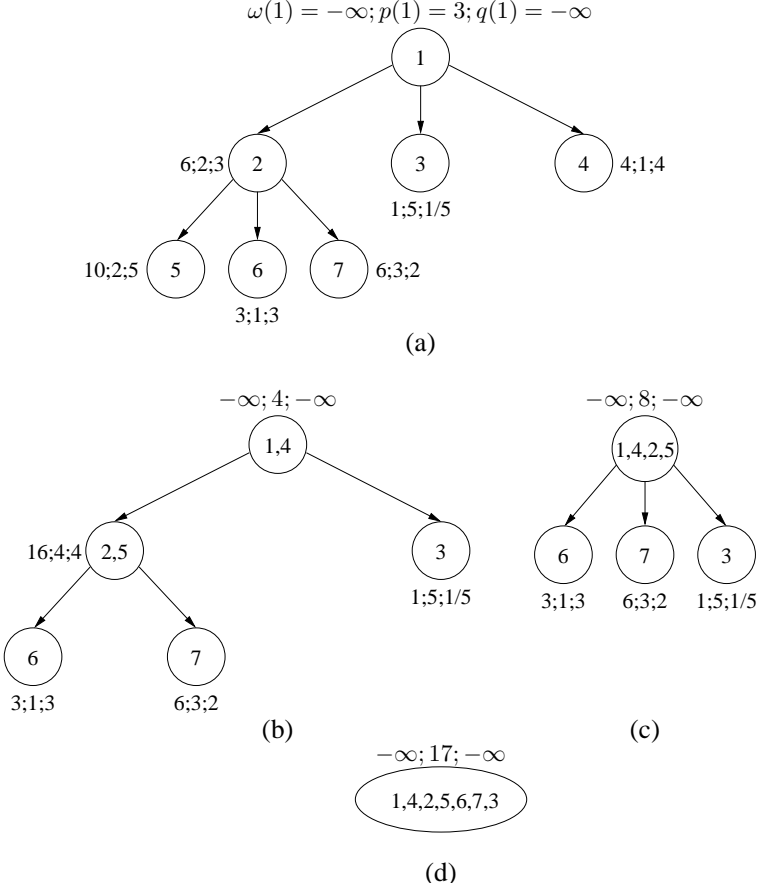 ω(1) = −∞; p(1) = 3; q(1) = −∞
1
6;2;3 2 3 4 4;1;4
1;5;1/5
10;2;5 5 6 7 6;3;2
3;1;3
(a)
−∞; 4; −∞
1,4
16;4;4 2,5 3
1;5;1/5
6 7
3;1;3 6;3;2
(b)
−∞; 8; −∞
1,4,2,5
6 7 3
3;1;3 6;3;2 1;5;1/5
(c)
−∞; 17; −∞
1,4,2,5,6,7,3
(d)